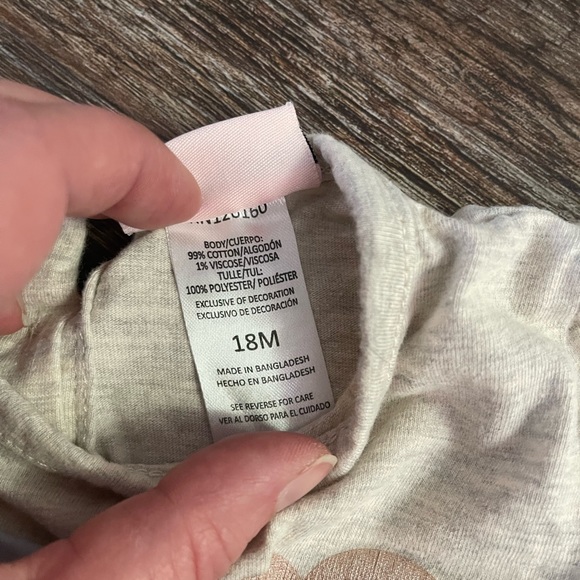 BODY/CUERPO:
99% COTTON/ALGODÓN
1% VISCOSE/VISCOSA
TULLE/TUL:
100% POLYESTER/ POLIÉSTER
EXCLUSIVE OF DECORATION
EXCLUSIVO DE DECORACIÓN
18M
MADE IN BANGLADESH
HECHO EN BANGLADESH
SEE REVERSE FOR CARE
VER AL DORSO PARA EL CUIDADO